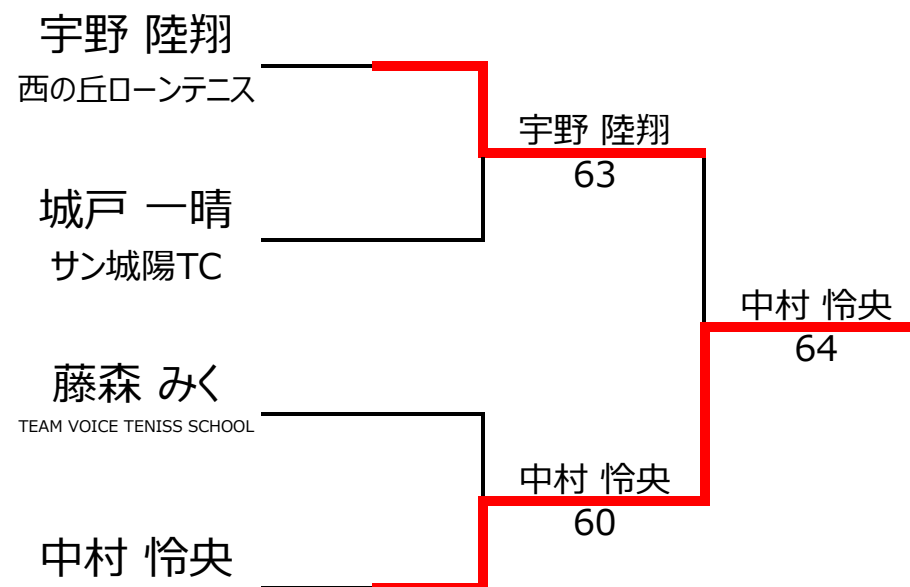 宇野 陸翔
西の丘ローンテニス
宇野 陸翔
63
城戸 一晴
サン城陽TC
中村 怜央
64
藤森 みく
TEAM VOICE TENISS SCHOOL
中村 怜央
60
中村 怜央